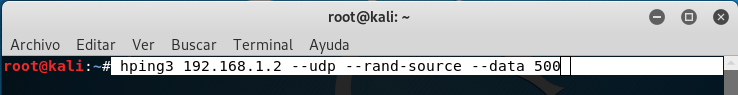 root@kali: ~
Archivo Editar Ver Buscar Terminal Ayuda
root@kali:~# hping3 192.168.1.2 --udp --rand-source --data 500